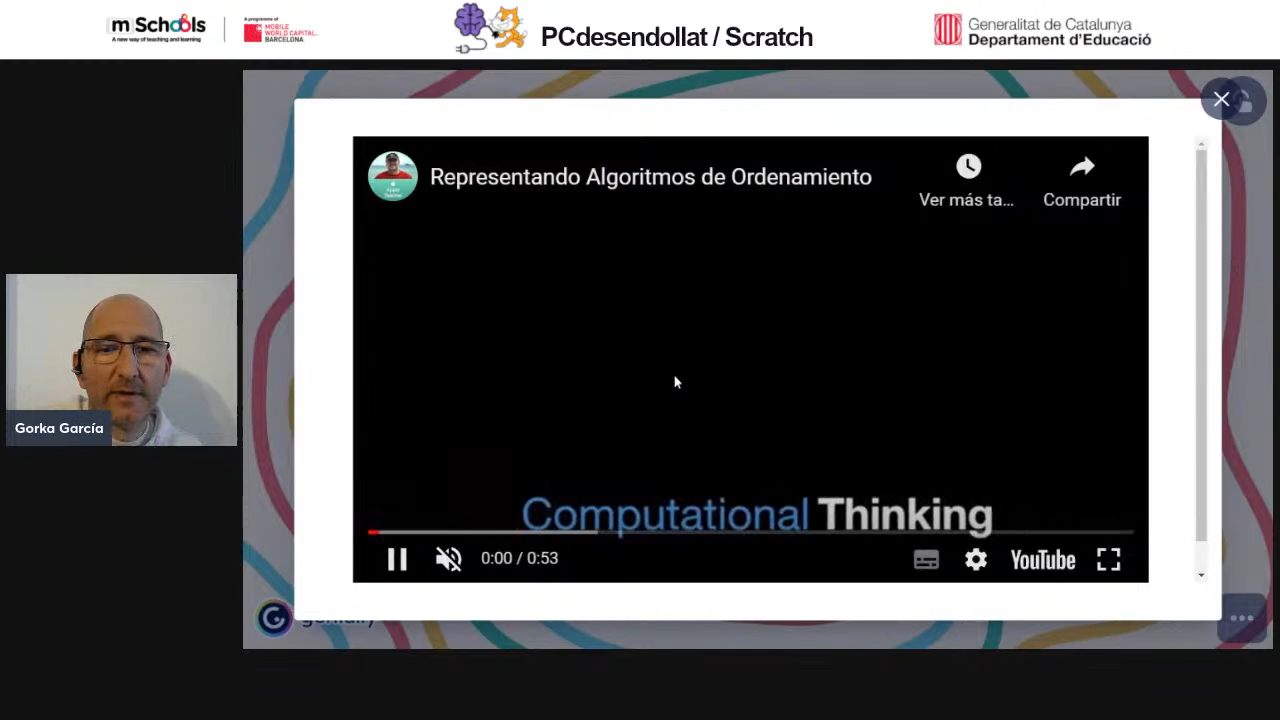 mSchools
A new way of teaching and learning
A programme of
MOBILE
WORLD CAPITAL
BARCELONA
PCdesendollat / Scratch
Generalitat de Catalunya
Departament d'Educació
Representando Algoritmos de Ordenamiento
Ver más ta...
Compartir
Gorka García
Computational Thinking
0:00 / 0:53
YouTube
genially